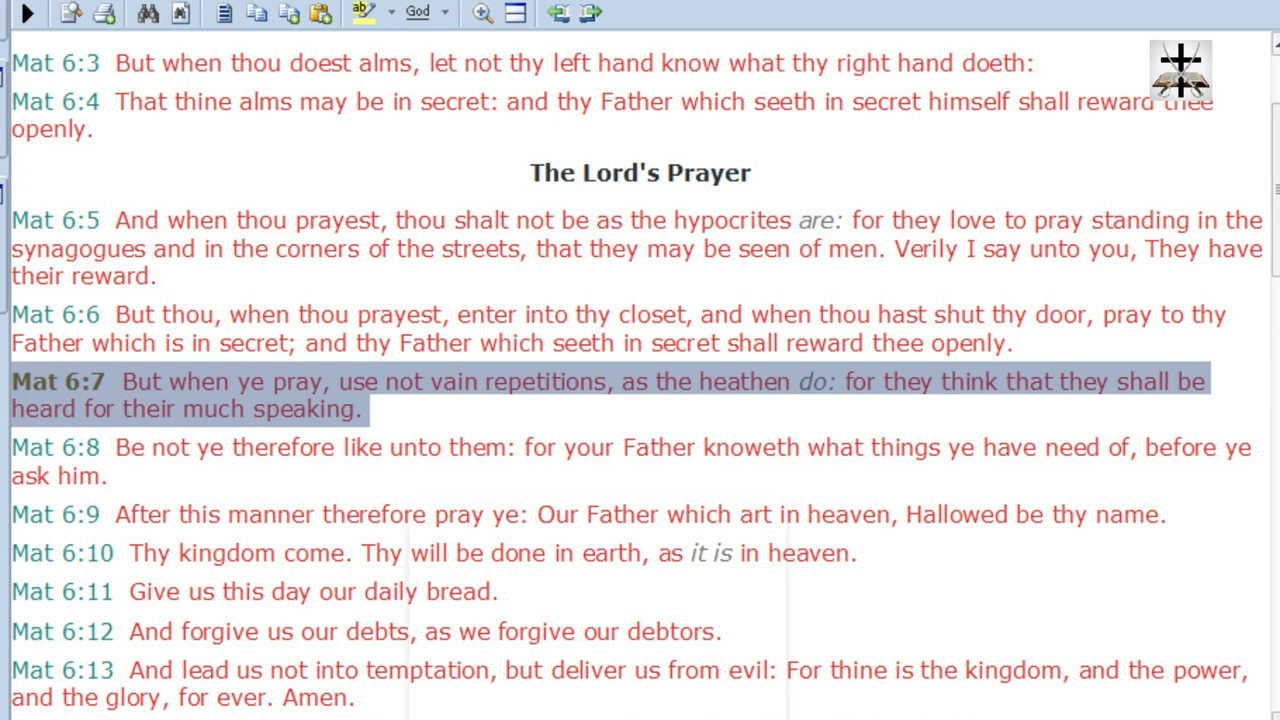 ab God
Mat 6:3 But when thou doest alms, let not thy left hand know what thy right hand doeth:
Mat 6:4 That thine alms may be in secret: and thy Father which seeth in secret himself shall reward thee
openly.
The Lord's Prayer
Mat 6:5 And when thou prayest, thou shalt not be as the hypocrites are: for they love to pray standing in the
synagogues and in the corners of the streets, that they may be seen of men. Verily I say unto you, They have
their reward.
Mat 6:6 But thou, when thou prayest, enter into thy closet, and when thou hast shut thy door, pray to thy
Father which is in secret; and thy Father which seeth in secret shall reward thee openly.
Mat 6:7 But when ye pray, use not vain repetitions, as the heathen do: for they think that they shall be
heard for their much speaking.
Mat 6:8 Be not ye therefore like unto them: for your Father knoweth what things ye have need of, before ye
ask him.
Mat 6:9 After this manner therefore pray ye: Our Father which art in heaven, Hallowed be thy name.
Mat 6:10 Thy kingdom come. Thy will be done in earth, as it is in heaven.
Mat 6:11 Give us this day our daily bread.
Mat 6:12 And forgive us our debts, as we forgive our debtors.
Mat 6:13 And lead us not into temptation, but deliver us from evil: For thine is the kingdom, and the power,
and the glory, for ever. Amen.